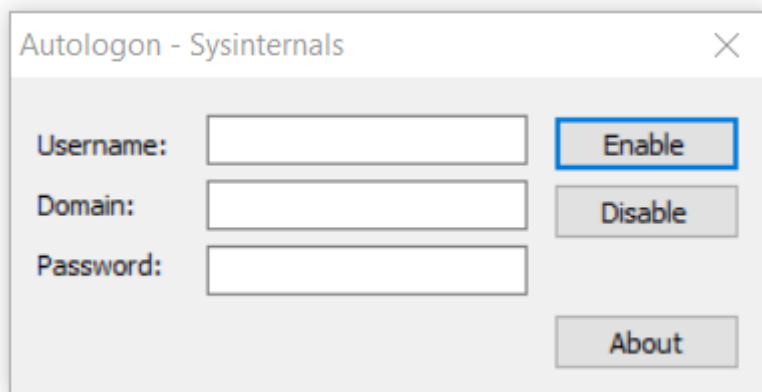 Autologon - Sysinternals
Username:
Enable
Domain:
Disable
Password:
About